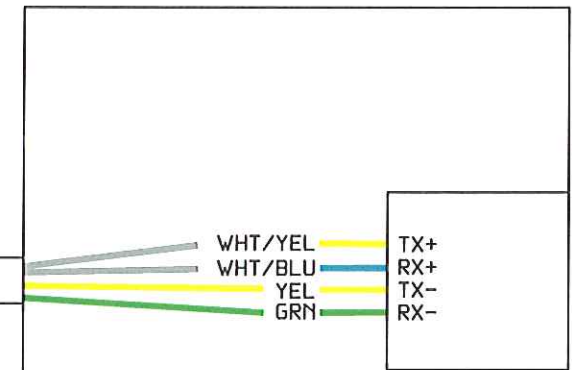 WHT/YEL TX+
WHT/BLU RX+
YEL TX-
GRN RX-